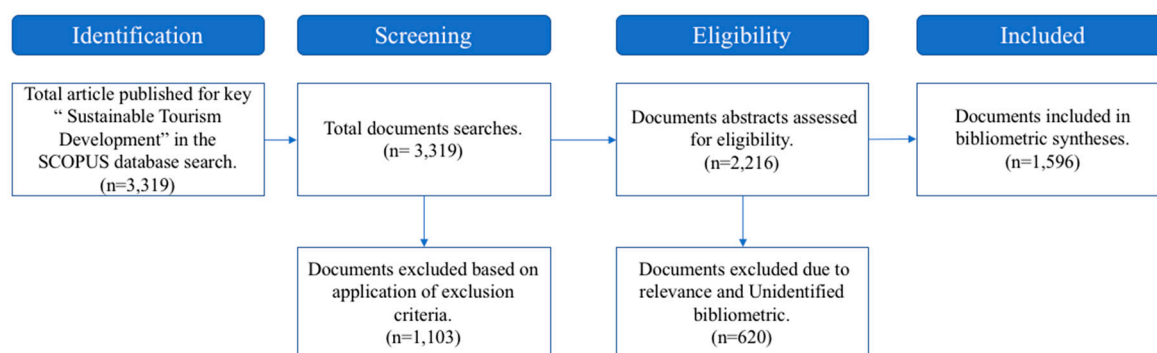 Identification
Screening
Eligibility
Included
Total article published for key
“ Sustainable Tourism
Development” in the
SCOPUS database search.
(n=3,319)
Total documents searches.
(n= 3,319)
Documents abstracts assessed
for eligibility.
(n=2,216)
Documents included in
bibliometric syntheses.
(n=1,596)
Documents excluded based on
application of exclusion
criteria.
(n=1,103)
Documents excluded due to
relevance and Unidentified
bibliometric.
(n=620)